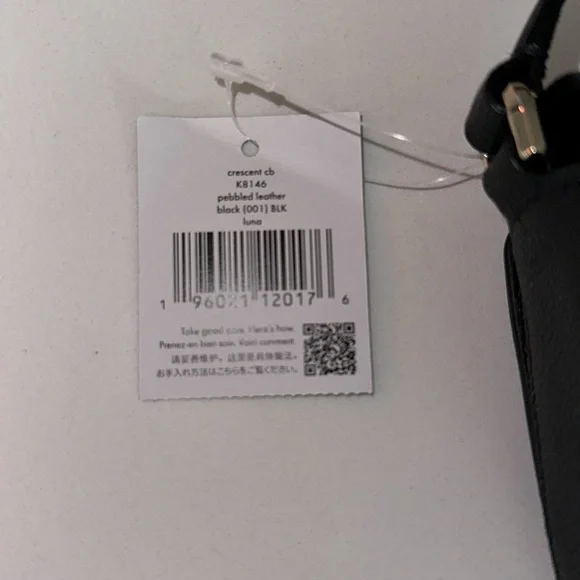 crescent cb
K8146
pebbled leather
black (001) BLK
luna
1 96021 12017 6
Take good care. Here's how.
Prenez-en bien soin. Voici comment.
请妥善维护。这里是具体做法。
お手入れ方法はこちらをご覧ください。